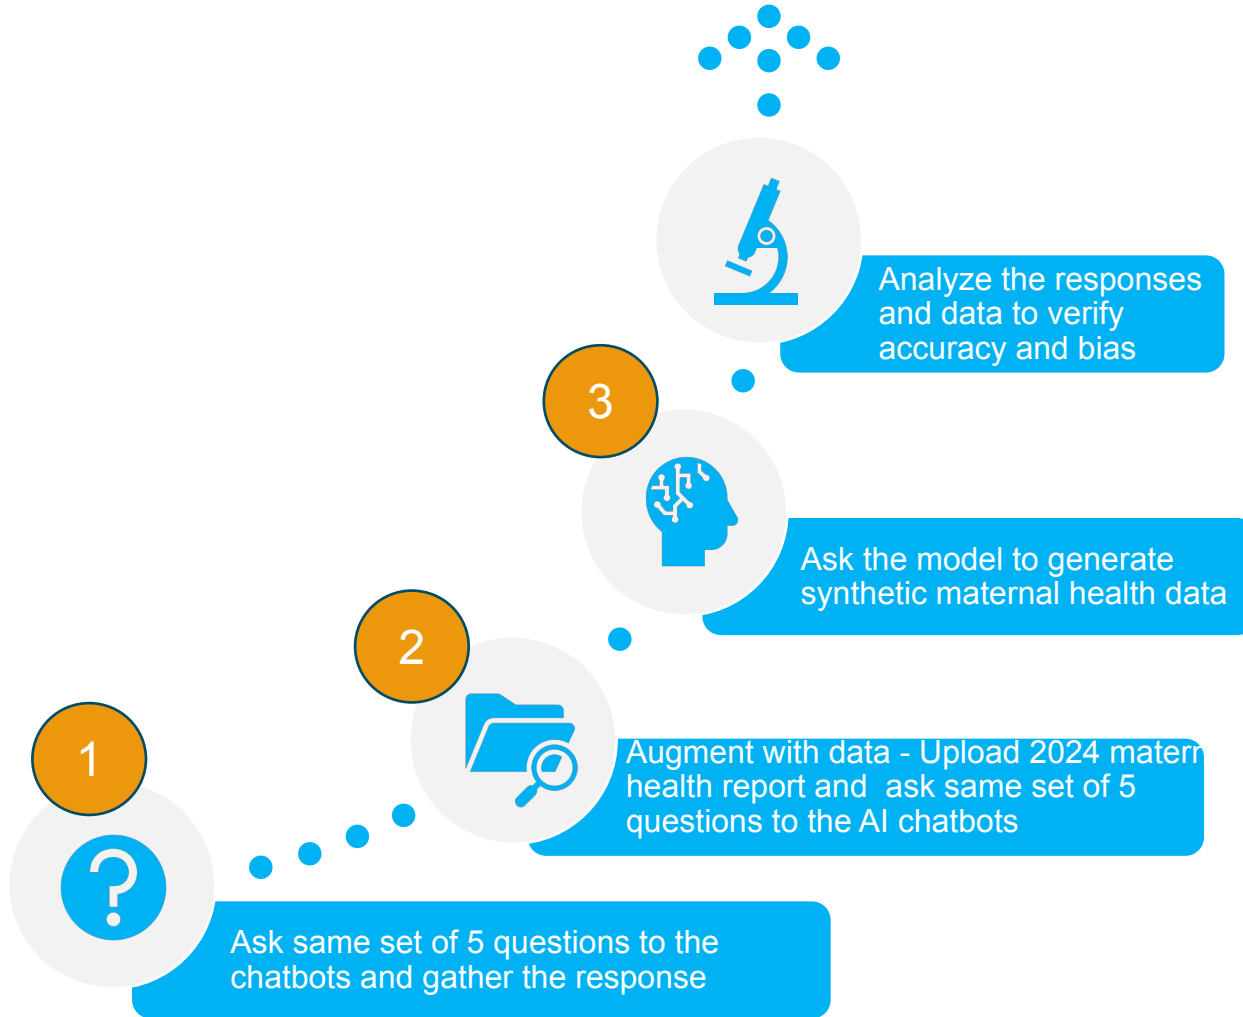 Analyze the responses
and data to verify
accuracy and bias
3
Ask the model to generate
synthetic maternal health data
2
Augment with data - Upload 2024 matern
health report and  ask same set of 5
questions to the AI chatbots
1
?
Ask same set of 5 questions to the
chatbots and gather the response